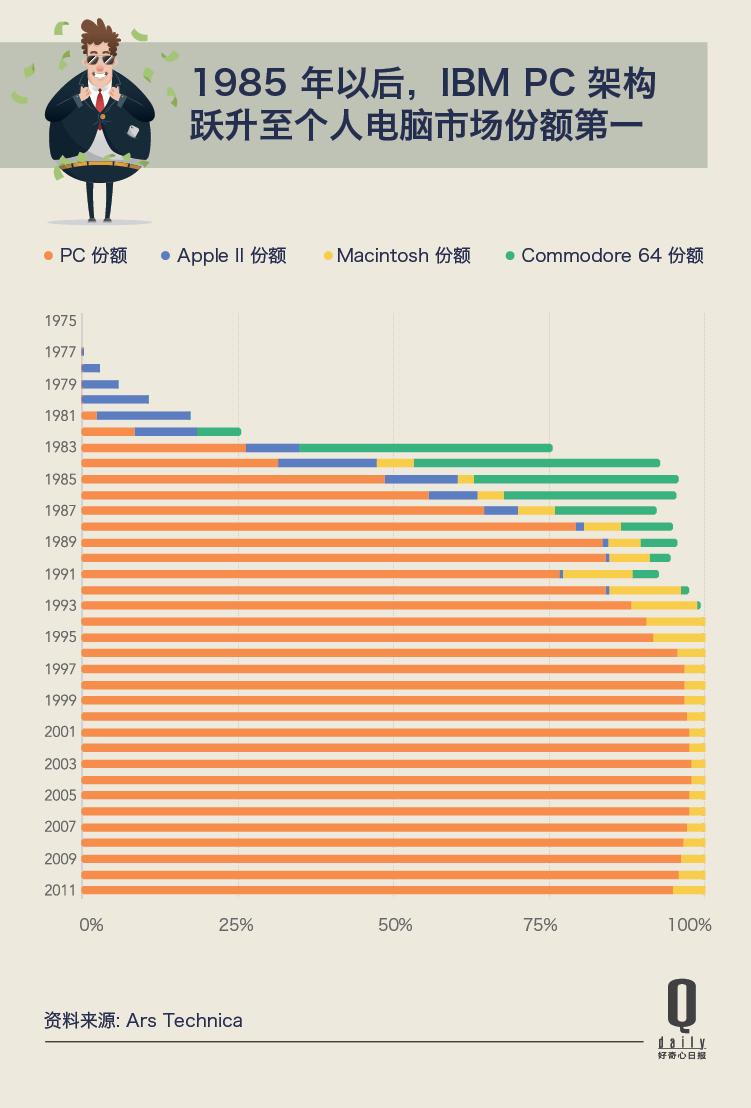 1985 年以后，IBM PC 架构
跃升至个人电脑市场份额第一
PC 份额 Apple II 份额 Macintosh 份额 Commodore 64 份额
1975
1977
1979
1981
1983
1985
1987
1989
1991
1993
1995
1997
1999
2001
2003
2005
2007
2009
2011
0% 25% 50% 75% 100%
资料来源: Ars Technica
Q
daily
好奇心日报